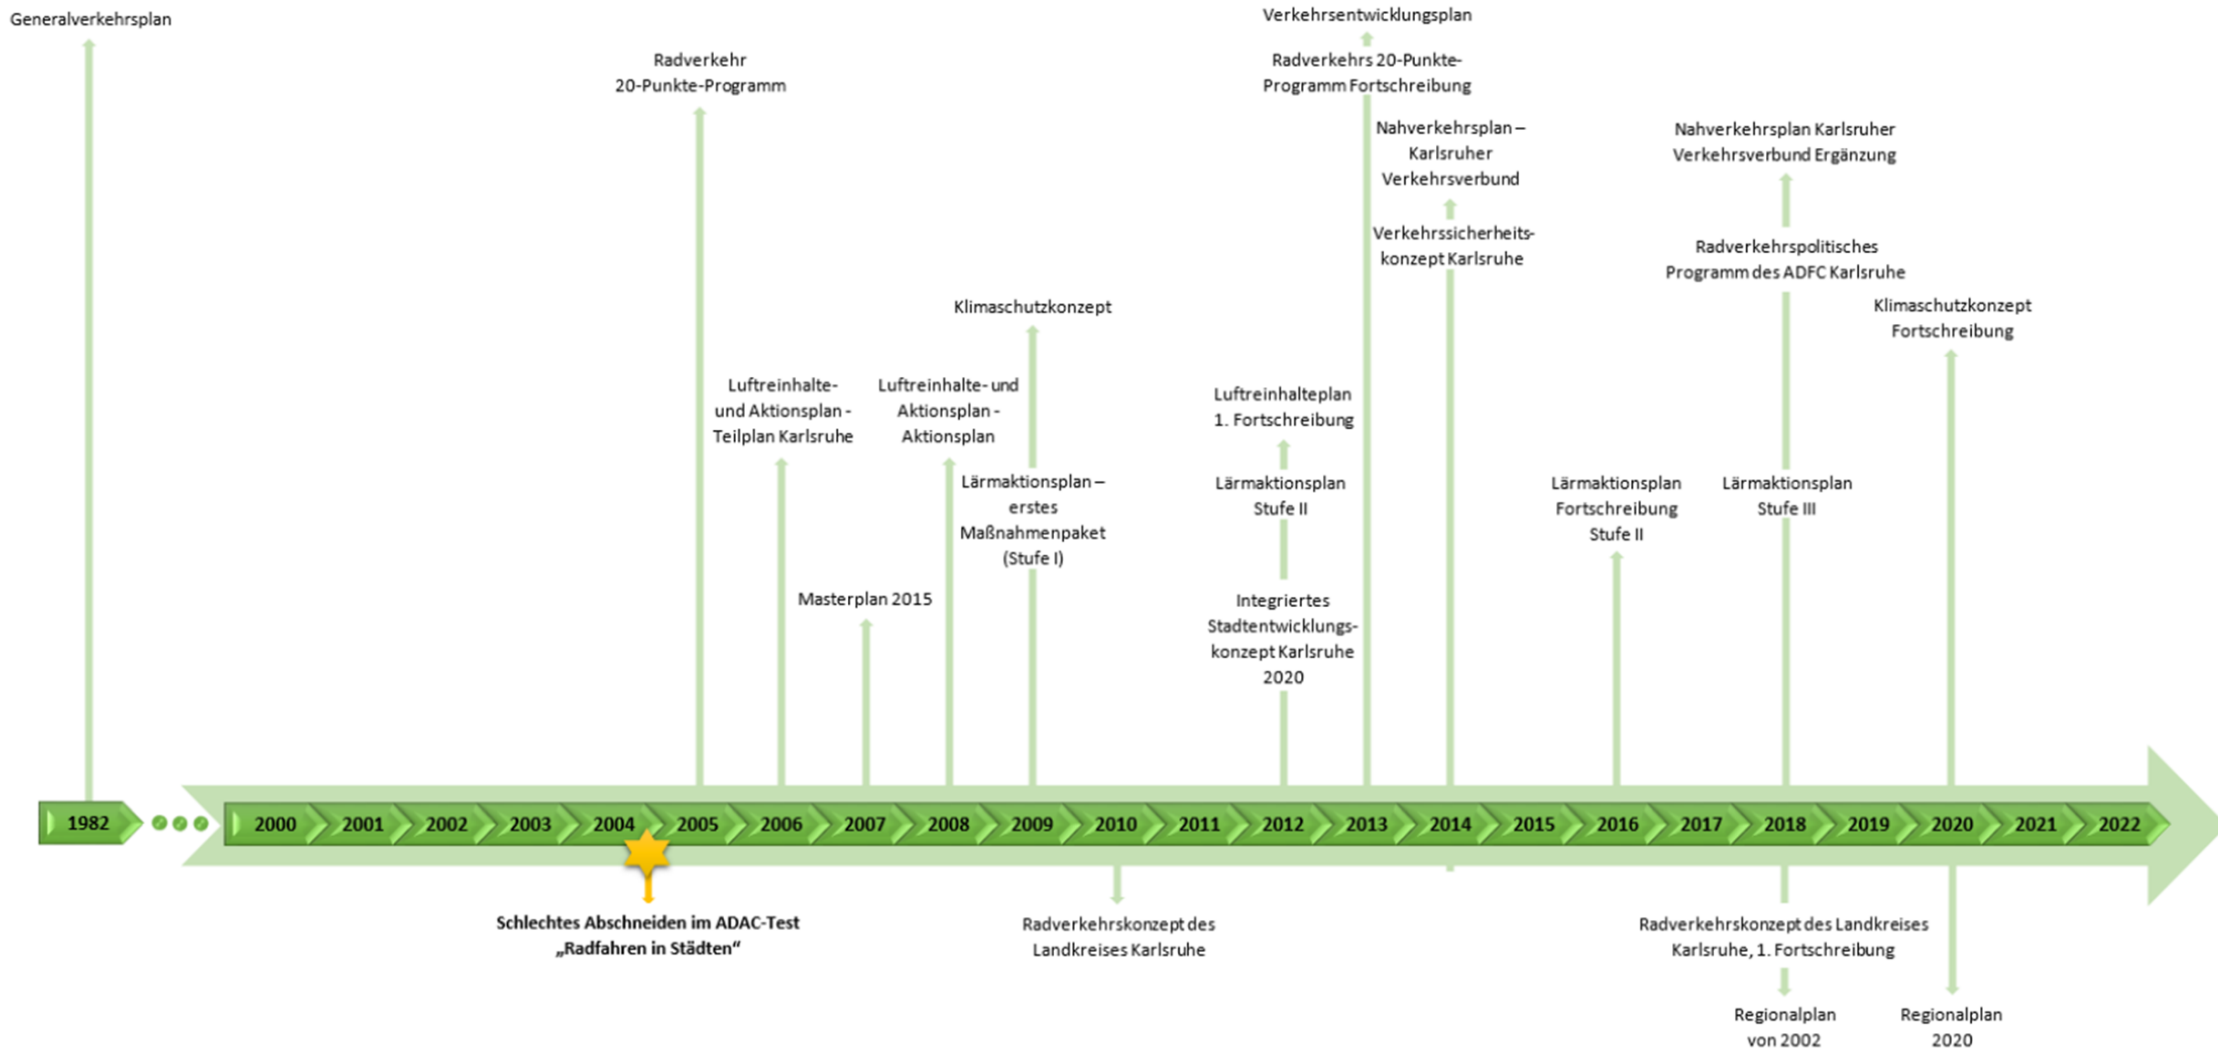 Generalverkehrsplan
Radverkehr
20-Punkte-Programm
Luftreinhalte-
und Aktionsplan -
Teilplan Karlsruhe
Masterplan 2015
Luftreinhalte- und
Aktionsplan -
Aktionsplan
Klimaschutzkonzept
Lärmaktionsplan –
erstes
Maßnahmenpaket
(Stufe I)
Luftreinhalteplan
1. Fortschreibung
Lärmaktionsplan
Stufe II
Integriertes
Stadtentwicklungs-
konzept Karlsruhe
2020
Verkehrsentwicklungsplan
Radverkehrs 20-Punkte-
Programm Fortschreibung
Nahverkehrsplan –
Karlsruher
Verkehrsverbund
Verkehrssicherheits-
konzept Karlsruhe
Lärmaktionsplan
Fortschreibung
Stufe II
Nahverkehrsplan Karlsruher
Verkehrsverbund Ergänzung
Radverkehrspolitisches
Programm des ADFC Karlsruhe
Lärmaktionsplan
Stufe III
Klimaschutzkonzept
Fortschreibung
1982
2000
2001
2002
2003
2004
2005
2006
2007
2008
2009
2010
2011
2012
2013
2014
2015
2016
2017
2018
2019
2020
2021
2022
Schlechtes Abschneiden im ADAC-Test
„Radfahren in Städten“
Radverkehrskonzept des
Landkreises Karlsruhe
Radverkehrskonzept des Landkreises
Karlsruhe, 1. Fortschreibung
Regionalplan
von 2002
Regionalplan
2020